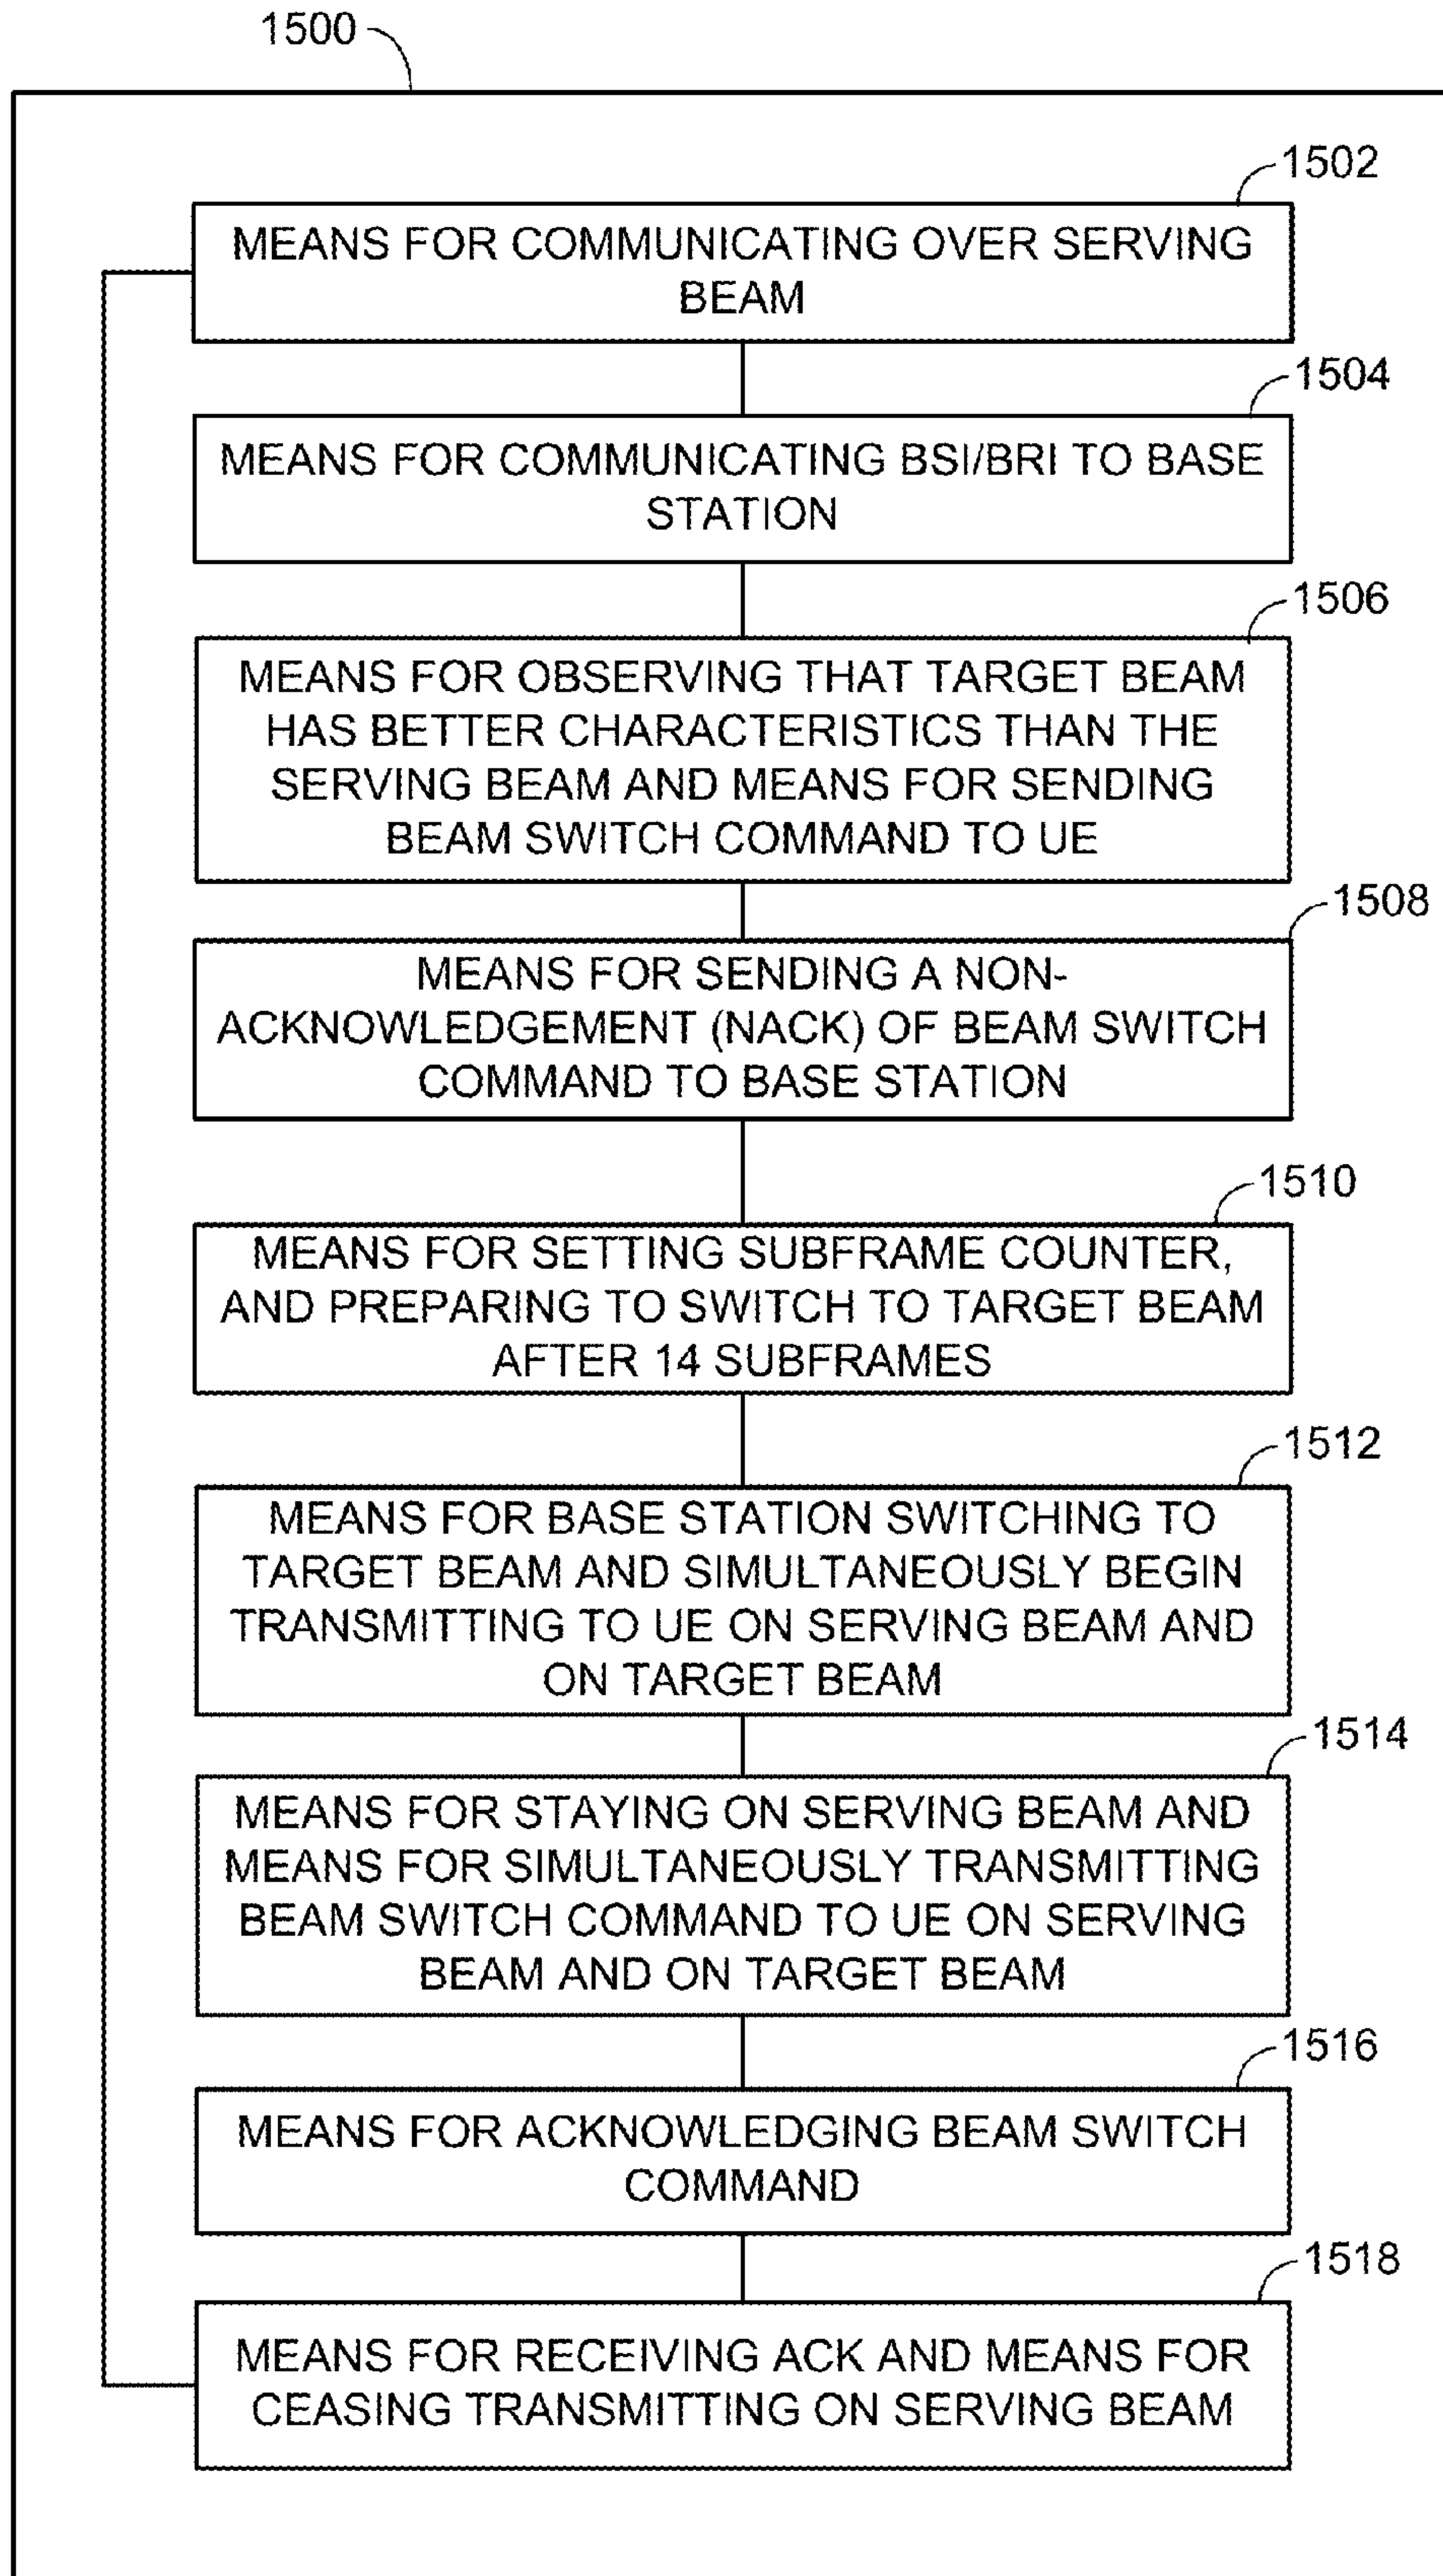 1500
1502
MEANS FOR COMMUNICATING OVER SERVING
BEAM
1504
MEANS FOR COMMUNICATING BSI/BRI TO BASE
STATION
1506
MEANS FOR OBSERVING THAT TARGET BEAM
HAS BETTER CHARACTERISTICS THAN THE
SERVING BEAM AND MEANS FOR SENDING
BEAM SWITCH COMMAND TO UE
1508
MEANS FOR SENDING A NON-
ACKNOWLEDGEMENT (NACK) OF BEAM SWITCH
COMMAND TO BASE STATION
1510
MEANS FOR SETTING SUBFRAME COUNTER,
AND PREPARING TO SWITCH TO TARGET BEAM
AFTER 14 SUBFRAMES
1512
MEANS FOR BASE STATION SWITCHING TO
TARGET BEAM AND SIMULTANEOUSLY BEGIN
TRANSMITTING TO UE ON SERVING BEAM AND
ON TARGET BEAM
1514
MEANS FOR STAYING ON SERVING BEAM AND
MEANS FOR SIMULTANEOUSLY TRANSMITTING
BEAM SWITCH COMMAND TO UE ON SERVING
BEAM AND ON TARGET BEAM
1516
MEANS FOR ACKNOWLEDGING BEAM SWITCH
COMMAND
1518
MEANS FOR RECEIVING ACK AND MEANS FOR
CEASING TRANSMITTING ON SERVING BEAM